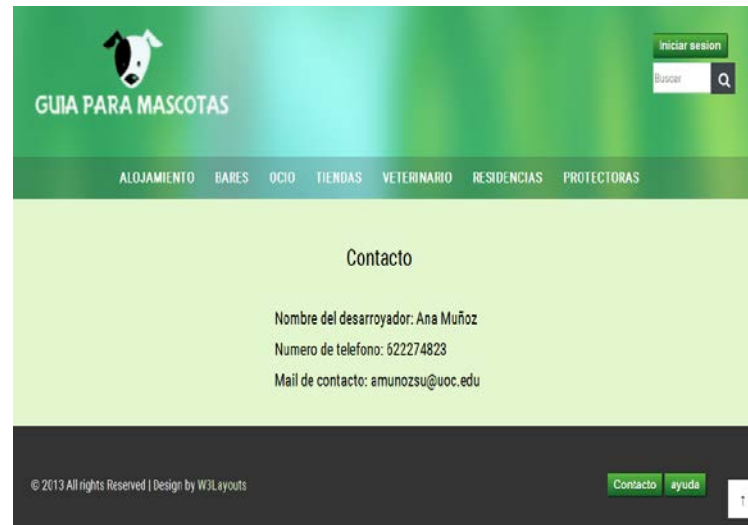 Iniciar sesion
Buscar
GUIA PARA MASCOTAS
ALOJAMIENTO BARES OCIO TIENDAS VETERINARIO RESIDENCIAS PROTECTORAS
Contacto
Nombre del desarroyador: Ana Muñoz
Numero de telefono: 622274823
Mail de contacto: amunozsu@uoc.edu
© 2013 All rights Reserved | Design by W3Layouts
Contacto ayuda
↑